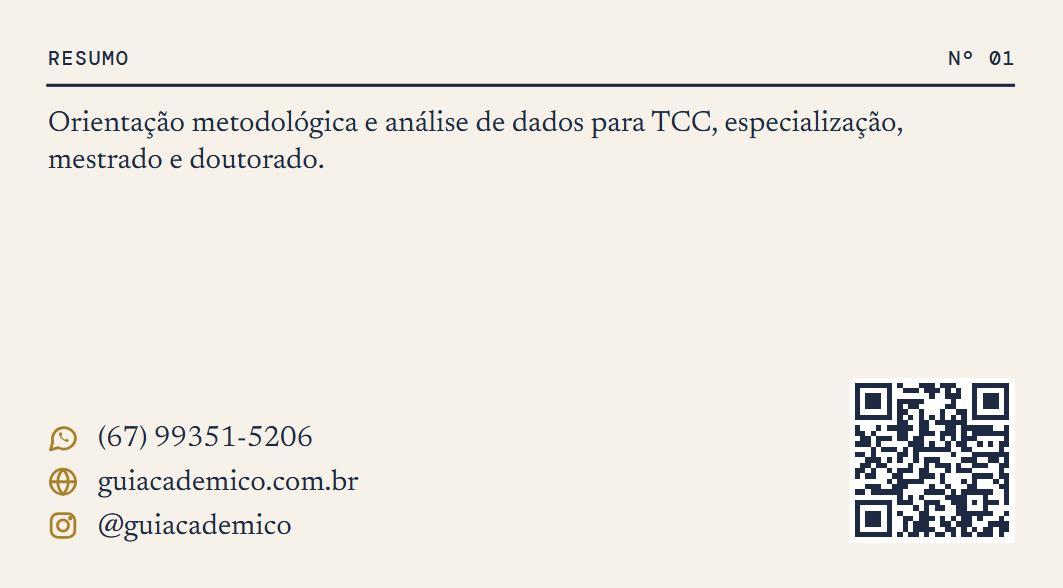 RESUMO
Nº 01
Orientação metodológica e análise de dados para TCC, especialização,
mestrado e doutorado.
(67) 99351-5206
guiacademico.com.br
@guiacademico